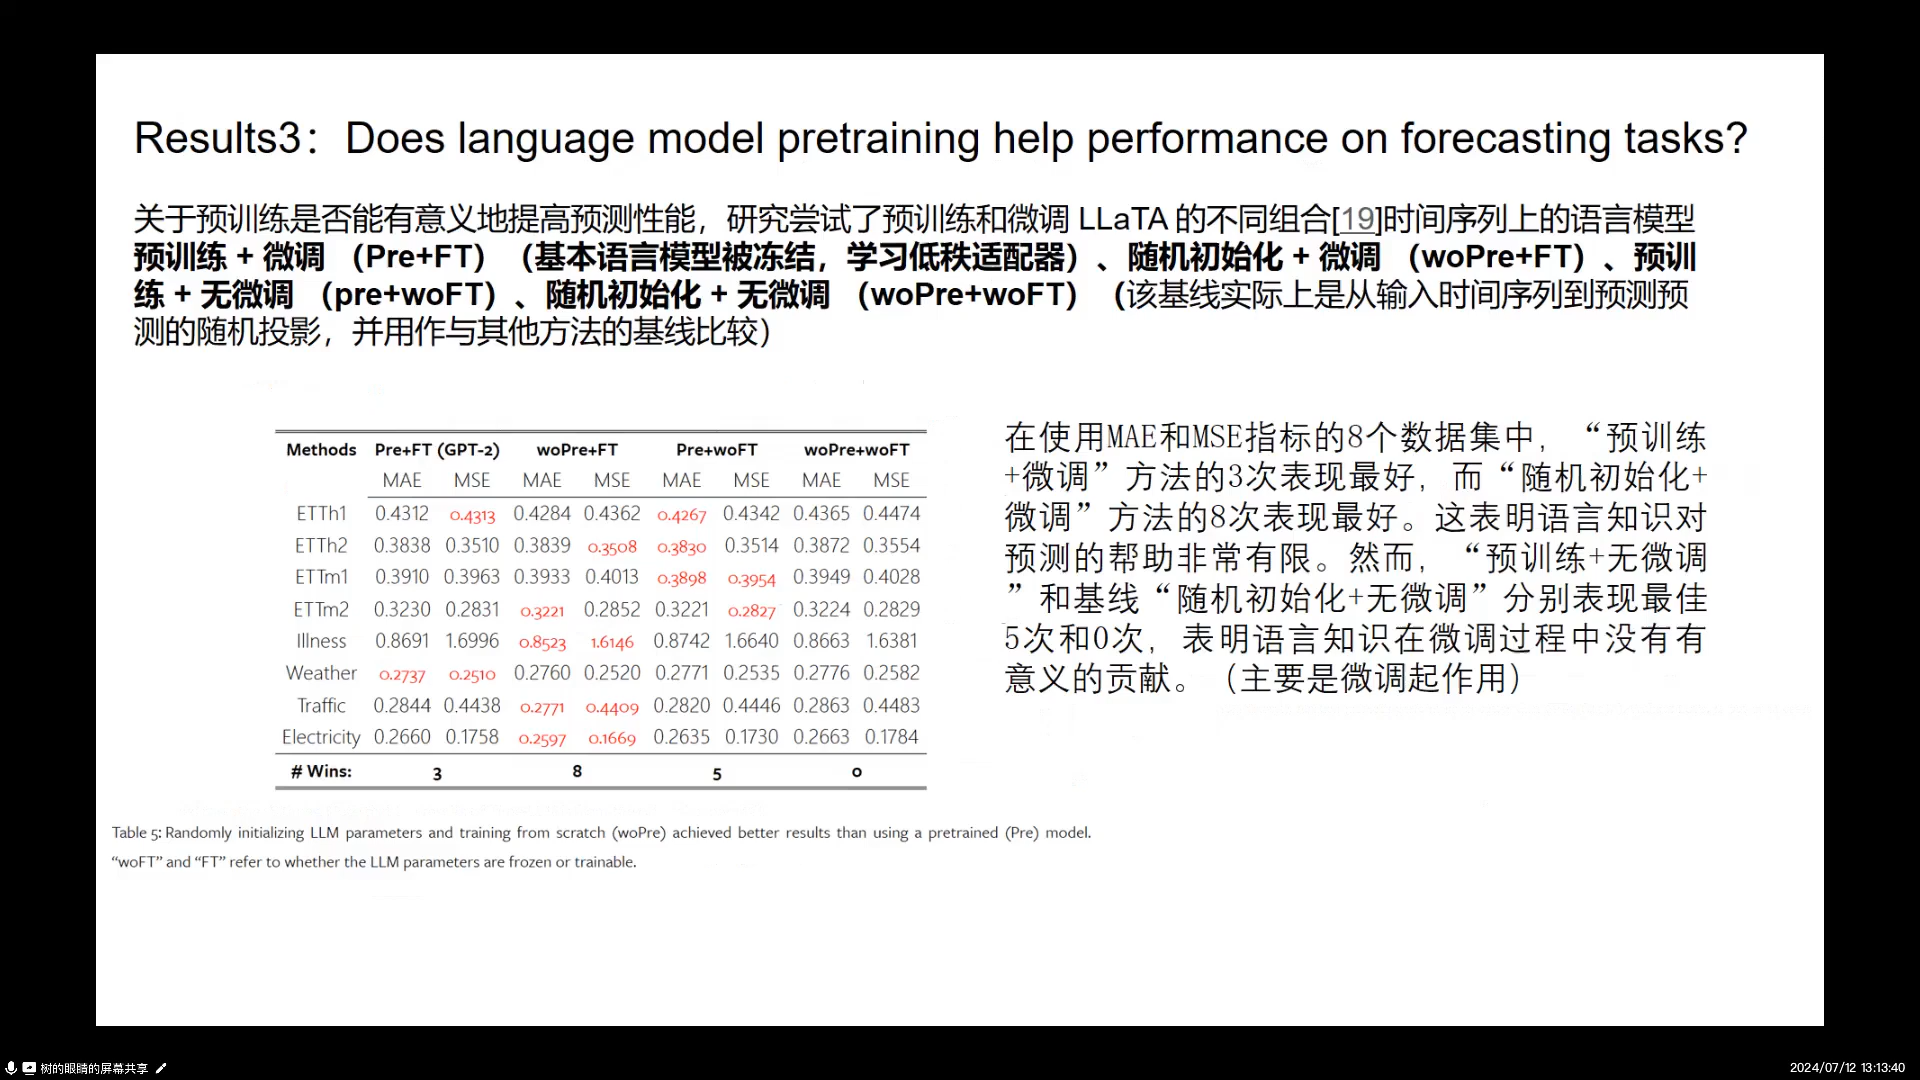 Results3：Does language model pretraining help performance on forecasting tasks?
关于预训练是否能有意义地提高预测性能，研究尝试了预训练和微调 LLaTA 的不同组合[19]时间序列上的语言模型
预训练 + 微调 （Pre+FT）（基本语言模型被冻结，学习低秩适配器）、随机初始化 + 微调 （woPre+FT）、预训
练 + 无微调 （pre+woFT）、随机初始化 + 无微调 （woPre+woFT）（该基线实际上是从输入时间序列到预测预
测的随机投影，并用作与其他方法的基线比较）
Methods Pre+FT (GPT-2) woPre+FT Pre+woFT woPre+woFT
MAE MSE MAE MSE MAE MSE MAE MSE
ETTh1 0.4312 0.4313 0.4284 0.4362 0.4267 0.4342 0.4365 0.4474
ETTh2 0.3838 0.3510 0.3839 0.3508 0.3830 0.3514 0.3872 0.3554
ETTm1 0.3910 0.3963 0.3933 0.4013 0.3898 0.3954 0.3949 0.4028
ETTm2 0.3230 0.2831 0.3221 0.2852 0.3221 0.2827 0.3224 0.2829
Illness 0.8691 1.6996 0.8523 1.6146 0.8742 1.6640 0.8663 1.6381
Weather 0.2737 0.2510 0.2760 0.2520 0.2771 0.2535 0.2776 0.2582
Traffic 0.2844 0.4438 0.2771 0.4409 0.2820 0.4446 0.2863 0.4483
Electricity 0.2660 0.1758 0.2597 0.1669 0.2635 0.1730 0.2663 0.1784
# Wins: 3 8 5 0
Table 5: Randomly initializing LLM parameters and training from scratch (woPre) achieved better results than using a pretrained (Pre) model.
“woFT” and “FT” refer to whether the LLM parameters are frozen or trainable.
在使用MAE和MSE指标的8个数据集中，“预训练
+微调”方法的3次表现最好，而“随机初始化+
微调”方法的8次表现最好。这表明语言知识对
预测的帮助非常有限。然而，“预训练+无微调
”和基线“随机初始化+无微调”分别表现最佳
5次和0次，表明语言知识在微调过程中没有有
意义的贡献。（主要是微调起作用）
树的眼睛的屏幕共享
2024/07/12 13:13:40